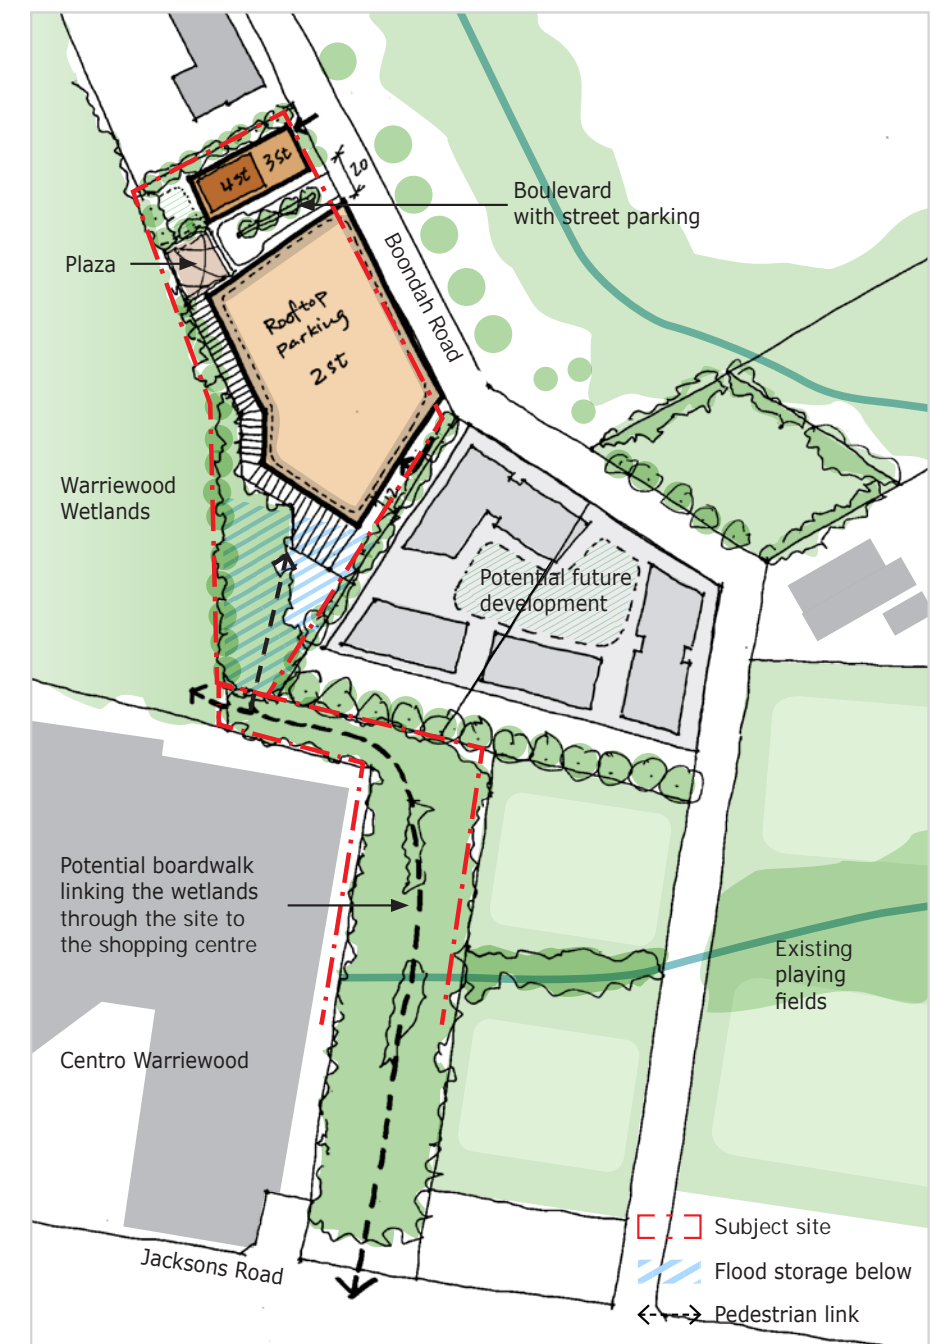 4st
3St
20
Boulevard
with street parking
Plaza
Boondah Road
Rooftop
Parking
2st
Warriewood
Wetlands
Potential future
development
Potential boardwalk
linking the wetlands
through the site to
the shopping centre
Existing
playing
fields
Centro Warriewood
Jacksons Road
Subject site
Flood storage below
Pedestrian link